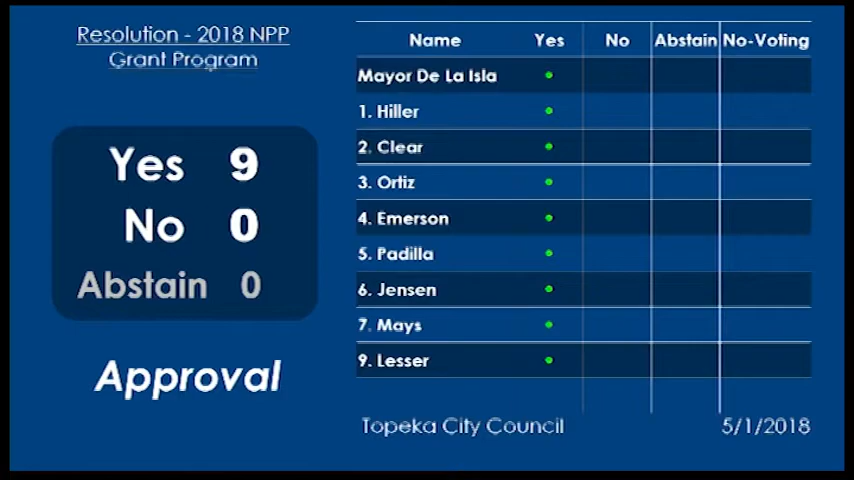 Resolution - 2018 NPP
Grant Program
Yes 9
No 0
Abstain 0
Approval
Name Yes No Abstain No-Voting
Mayor De La Isla
1. Hiller
2. Clear
3. Ortiz
4. Emerson
5. Padilla
6. Jensen
7. Mays
9. Lesser
Topeka City Council 5/1/2018